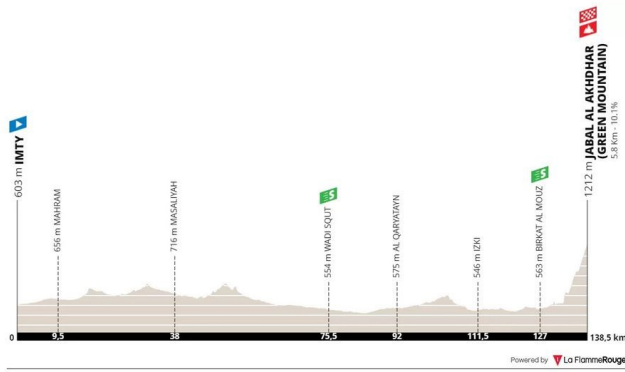 603 m IMTY
656 m MAHRAM
716 m MASALIYAH
S
554 m WADI SQUT
575 m AL QARYATAYN
546 m IZKI
S
563 m BIRKAT AL MOUZ
1212 m JABAL AL AKHDHAR
(GREEN MOUNTAIN)
5.8 Km - 10.1%
0 9,5 38 75,5 92 111,5 127 138,5 km
Powered by La FlammeRouge